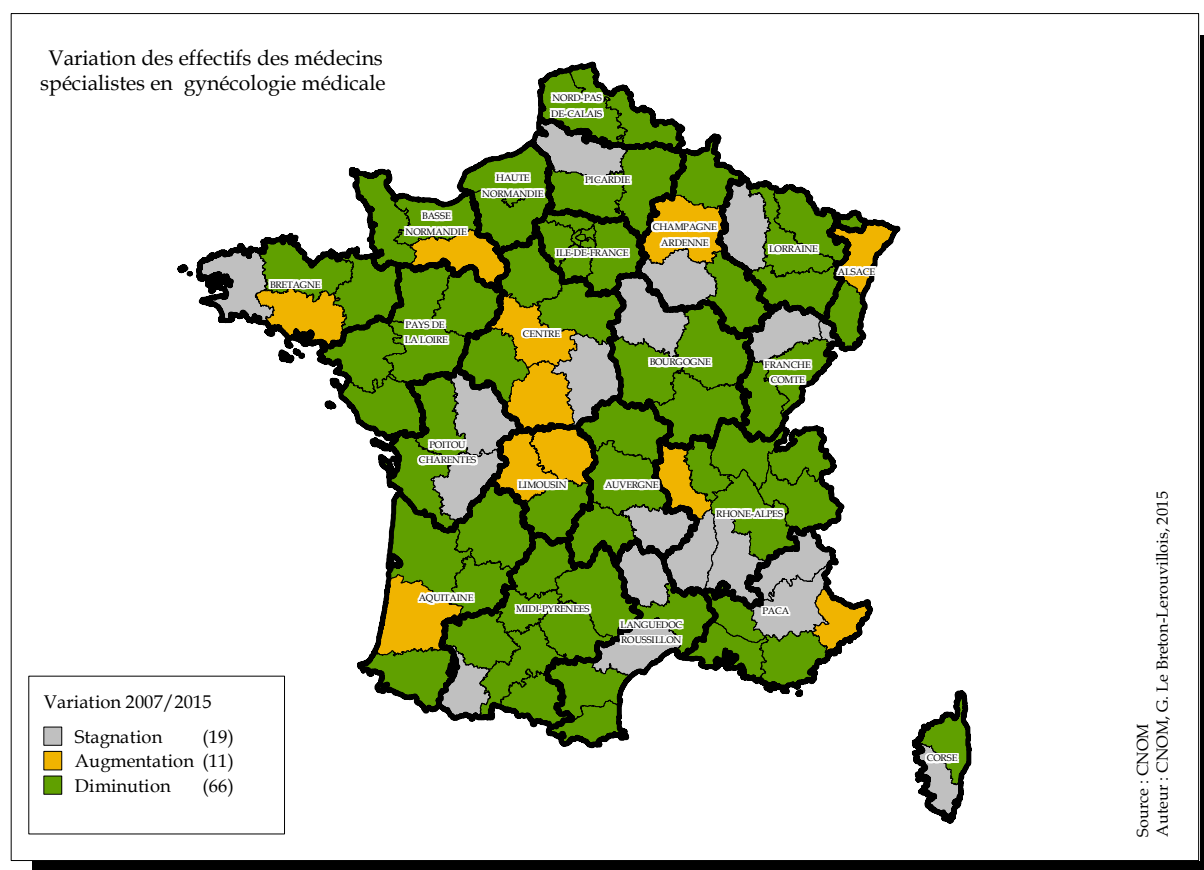 Variation des effectifs des médecins
spécialistes en gynécologie médicale
NORD-PAS
DE-CALAIS
PICARDIE
HAUTE
NORMANDIE
BASSE
NORMANDIE
CHAMPAGNE
ARDENNE
ILE-DE-FRANCE
LORRAINE
ALSACE
BRETAGNE
PAYS DE
LA LOIRE
CENTRE
BOURGOGNE
FRANCHE
COMTE
POITOU
CHARENTES
LIMOUSIN
AUVERGNE
RHONE-ALPES
AQUITAINE
MIDI-PYRENEES
LANGUEDOC
ROUSSILLON
PACA
CORSE
Variation 2007/2015
Stagnation (19)
Augmentation (11)
Diminution (66)
Source : CNOM
Auteur : CNOM, G. Le Breton-Lerouvillois, 2015